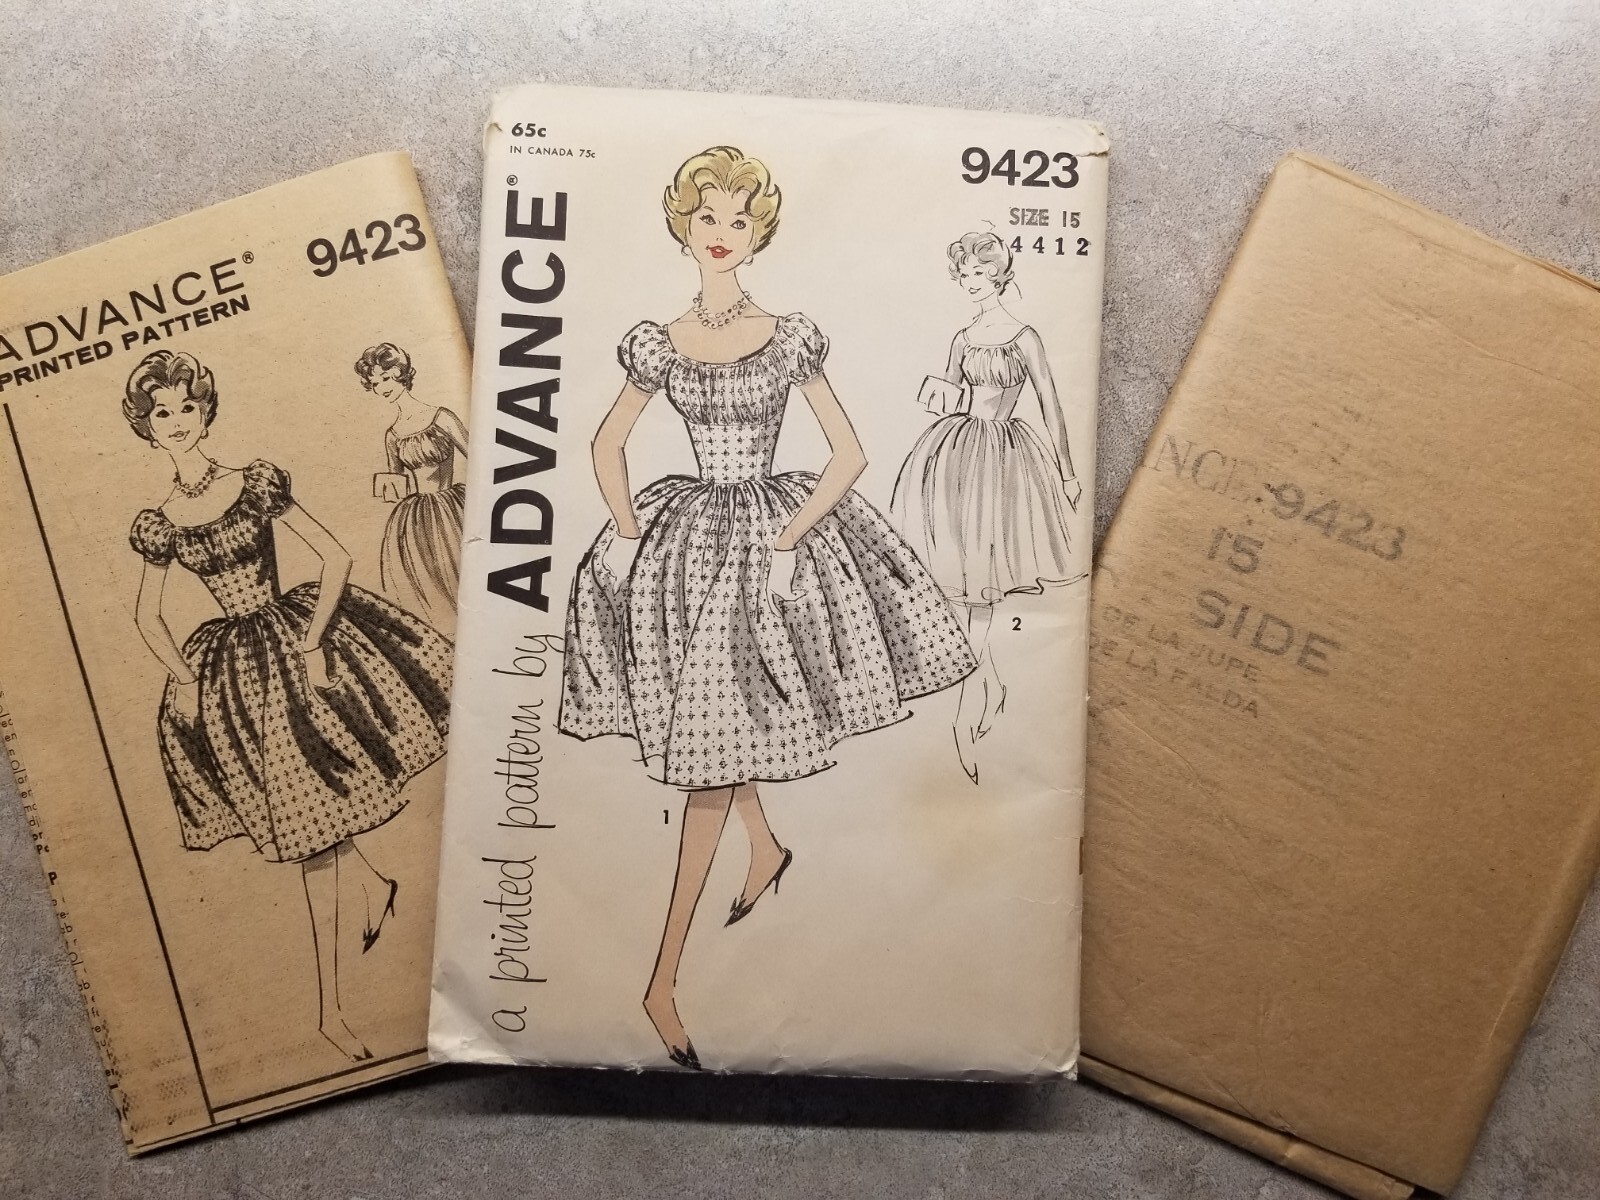 ADVANCE®
PRINTED PATTERN
9423
65c
IN CANADA 75c
ADVANCE®
a printed pattern by
9423
SIZE 15
4412
1
2
NCE-9423
15
SIDE
DE LA JUPE
DE LA FALDA